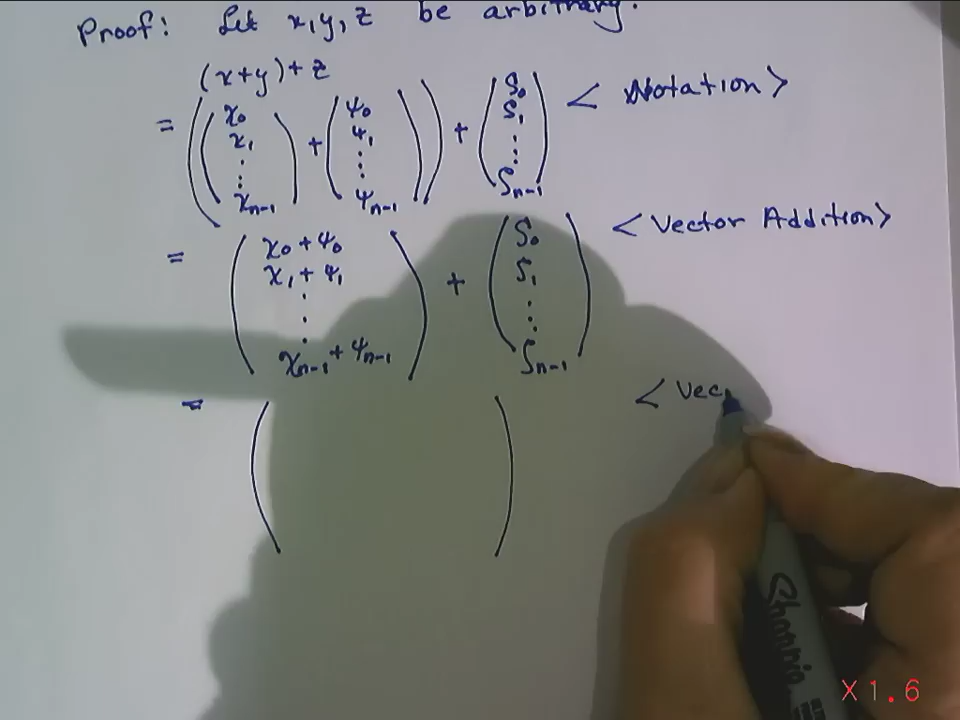 Proof: Let x, y, z be arbitrary.
(x+y)+z
= ((χ₀ χ₁ ⋮ χₙ₋₁) + (ψ₀ ψ₁ ⋮ ψₙ₋₁)) + (ζ₀ ζ₁ ⋮ ζₙ₋₁) < Notation >
= (χ₀+ψ₀ χ₁+ψ₁ ⋮ χₙ₋₁+ψₙ₋₁) + (ζ₀ ζ₁ ⋮ ζₙ₋₁) < Vector Addition >
= ( ) < Vec
Sharpie
X1.6